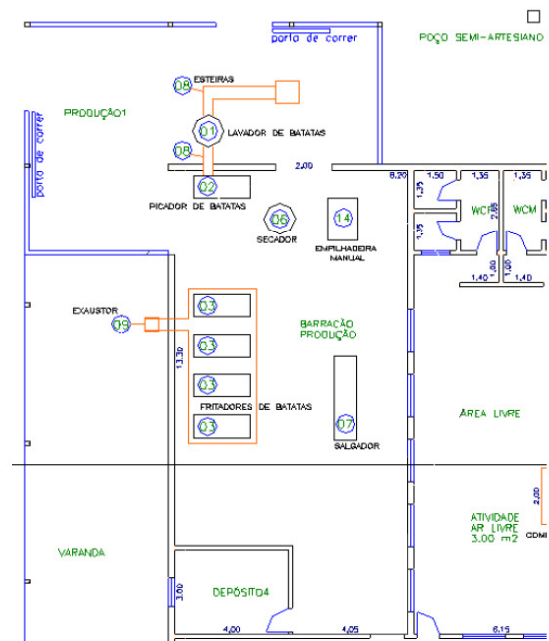 porta de correr
POÇO SEMI-ARTESIANO
08
ESTEIRAS
PRODUÇÃO1
porta de correr
01
LAVADOR DE BATATAS
08
2,00
8,20
1,50
1,35
1,35
1,35
02
PICADOR DE BATATAS
06
SECADOR
14
EMPILHADEIRA
MANUAL
WCF
2,85
WCM
1,35
1,00
1,00
1,40
1,40
EXAUSTOR
09
03
03
03
03
13,30
FRITADORES DE BATATAS
BARRACÃO
PRODUÇÃO
07
SALGADOR
ÁREA LIVRE
2,00
ATIVIDADE
AR LIVRE
3.00 m2
VARANDA
DEPÓSITO4
3,00
4,00
4,05
6,15